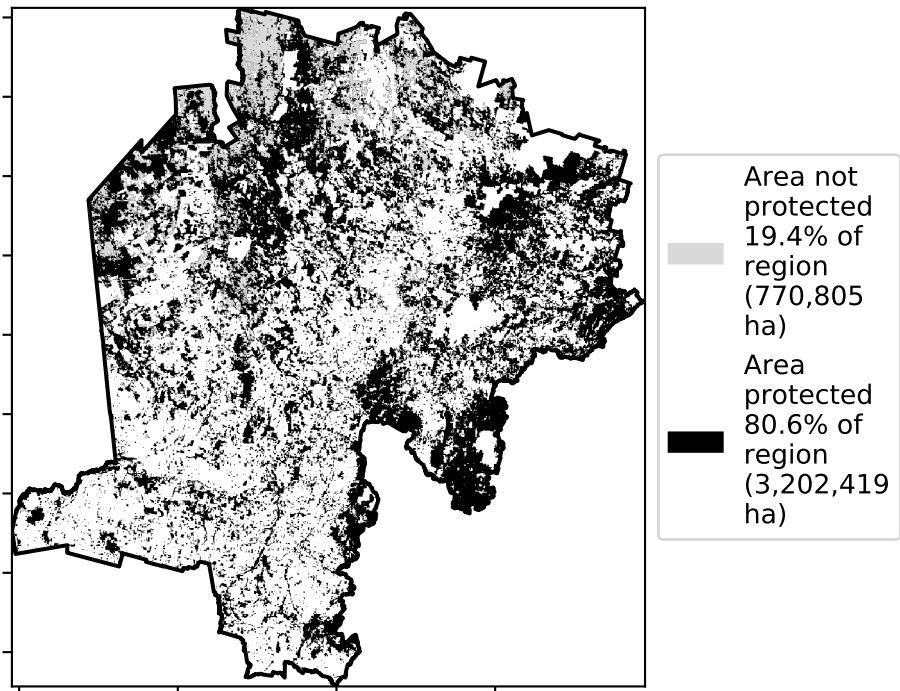 Area not
protected
19.4% of
region
(770,805
ha)
Area
protected
80.6% of
region
(3,202,419
ha)